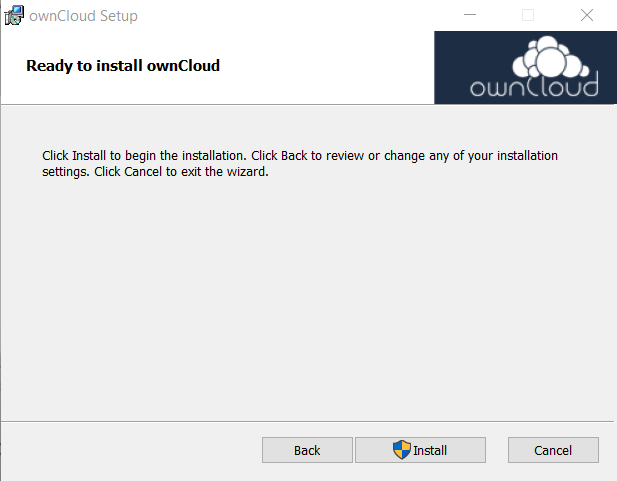 ownCloud Setup
Ready to install ownCloud
ownCloud
Click Install to begin the installation. Click Back to review or change any of your installation
settings. Click Cancel to exit the wizard.
Back
Install
Cancel